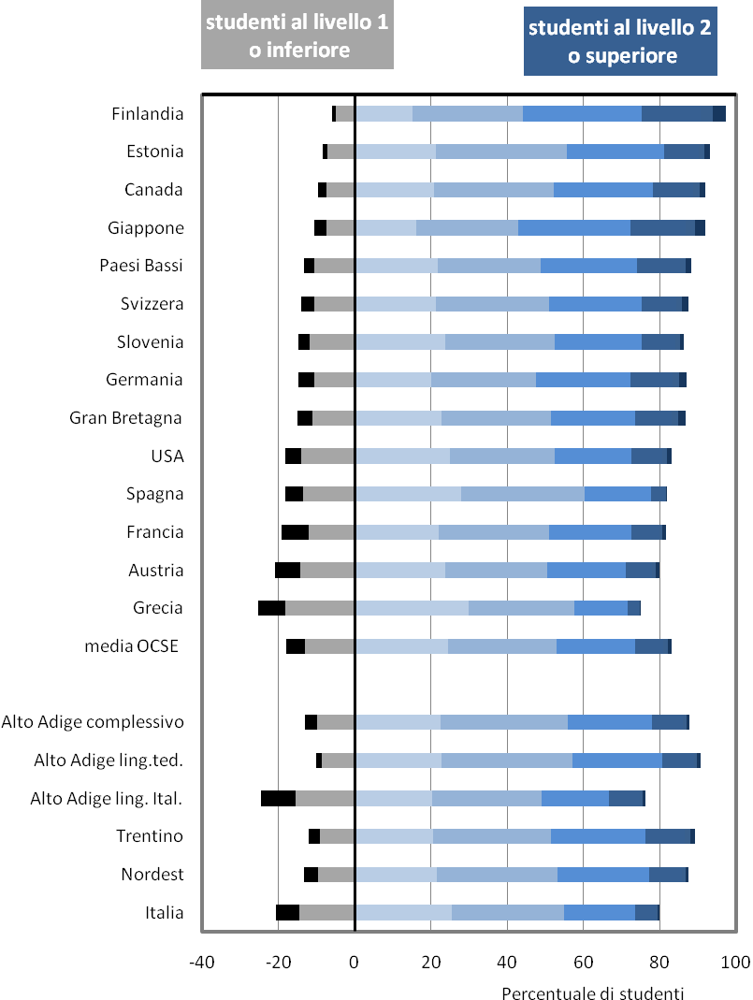 studenti al livello 1
o inferiore
studenti al livello 2
o superiore
Finlandia
Estonia
Canada
Giappone
Paesi Bassi
Svizzera
Slovenia
Germania
Gran Bretagna
USA
Spagna
Francia
Austria
Grecia
media OCSE
Alto Adige complessivo
Alto Adige ling.ted.
Alto Adige ling. Ital.
Trentino
Nordest
Italia
-40 -20 0 20 40 60 80 100
Percentuale di studenti